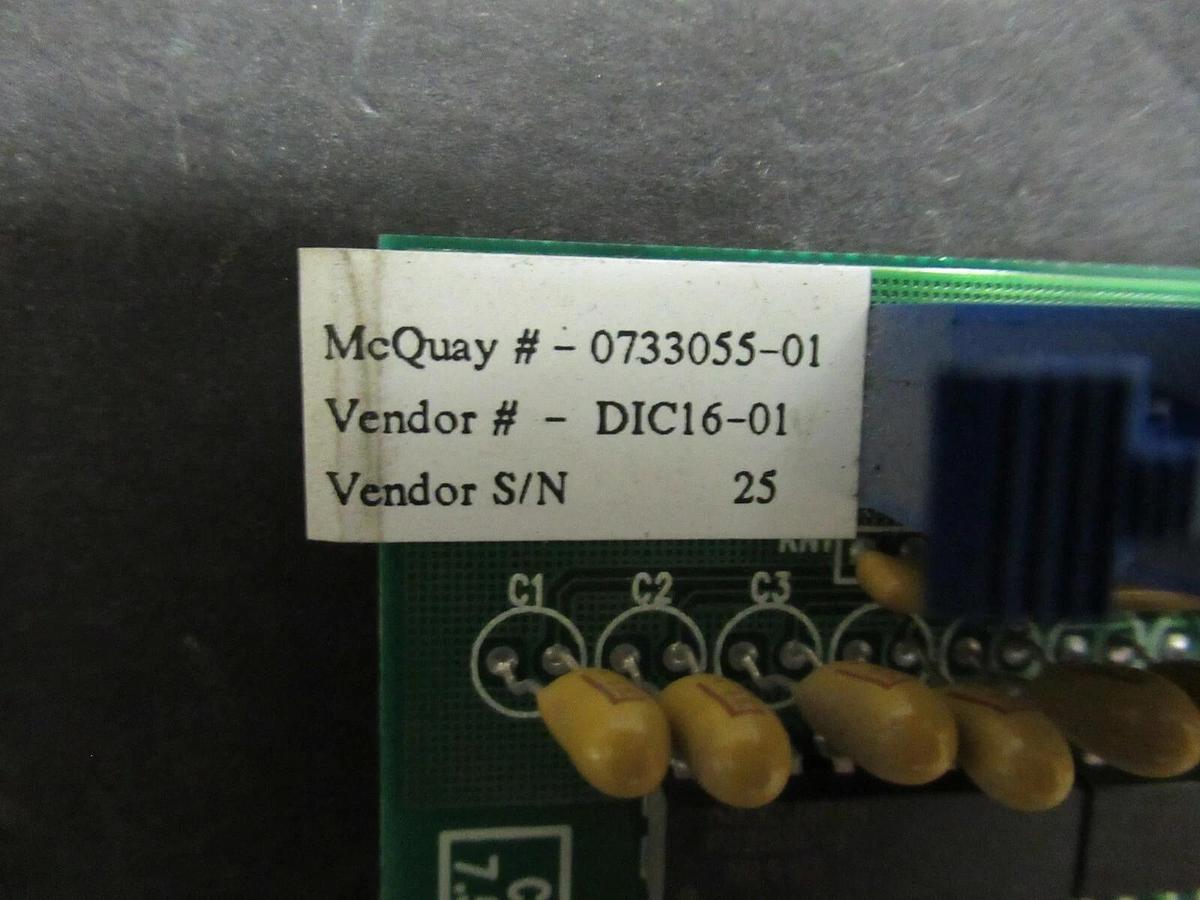 McQuay # - 0733055-01
Vendor # - DIC16-01
Vendor S/N 25
C1 C2 C3